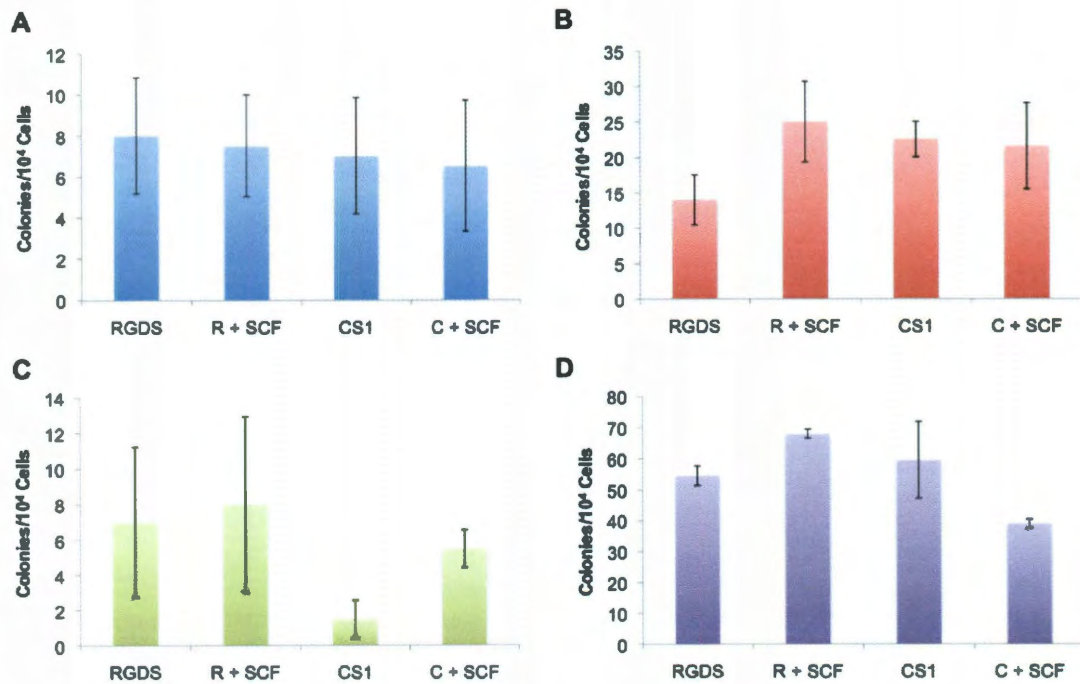 A
Colonies/10⁴ Cells
12
10
8
6
4
2
0
RGDS R + SCF CS1 C + SCF
B
Colonies/10⁴ Cells
35
30
25
20
15
10
5
0
RGDS R + SCF CS1 C + SCF
C
Colonies/10⁴ Cells
14
12
10
8
6
4
2
0
RGDS R + SCF CS1 C + SCF
D
Colonies/10⁴ Cells
80
70
60
50
40
30
20
10
0
RGDS R + SCF CS1 C + SCF